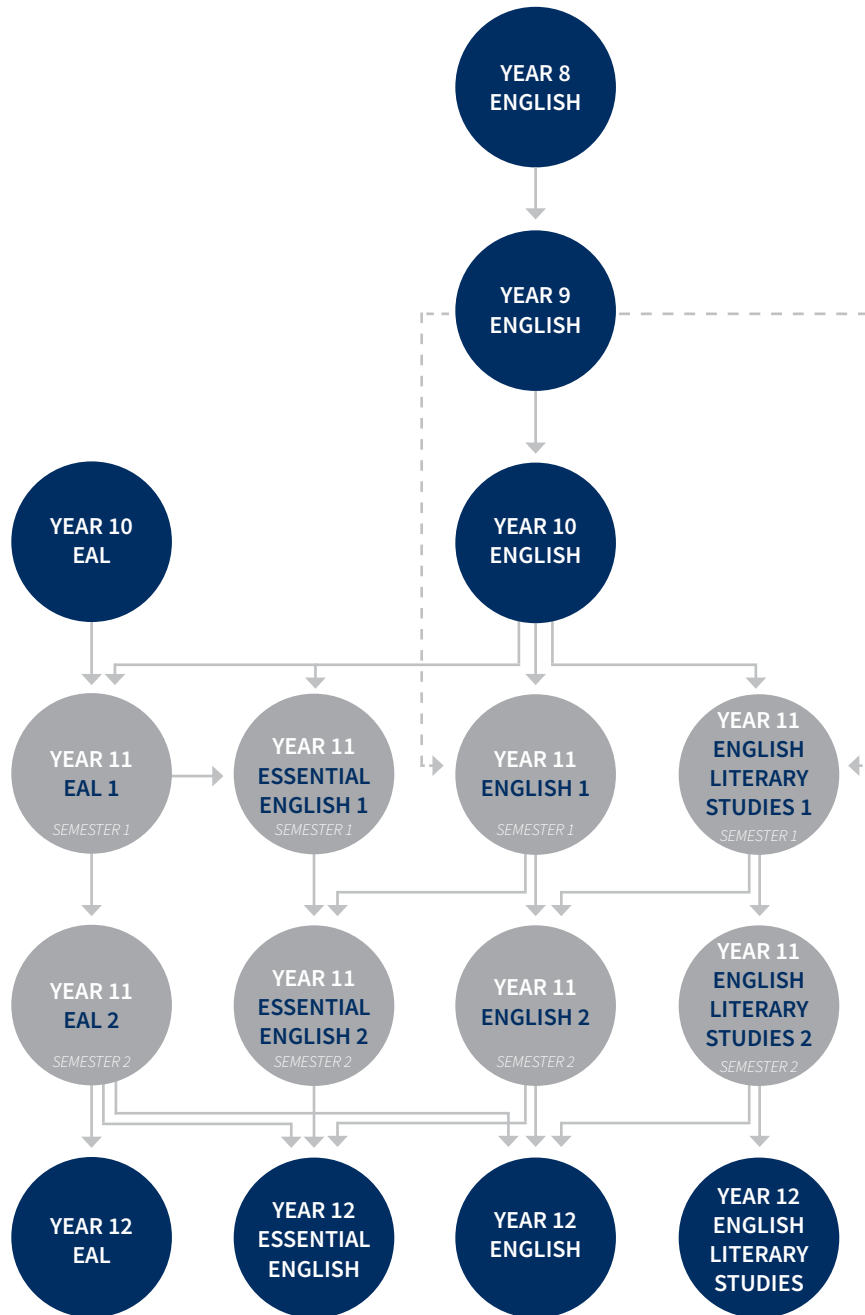 YEAR 8
ENGLISH
YEAR 9
ENGLISH
YEAR 10
EAL
YEAR 10
ENGLISH
YEAR 11
EAL 1
SEMESTER 1
YEAR 11
ESSENTIAL
ENGLISH 1
SEMESTER 1
YEAR 11
ENGLISH 1
SEMESTER 1
YEAR 11
ENGLISH
LITERARY
STUDIES 1
SEMESTER 1
YEAR 11
EAL 2
SEMESTER 2
YEAR 11
ESSENTIAL
ENGLISH 2
SEMESTER 2
YEAR 11
ENGLISH 2
SEMESTER 2
YEAR 11
ENGLISH
LITERARY
STUDIES 2
SEMESTER 2
YEAR 12
EAL
YEAR 12
ESSENTIAL
ENGLISH
YEAR 12
ENGLISH
YEAR 12
ENGLISH
LITERARY
STUDIES